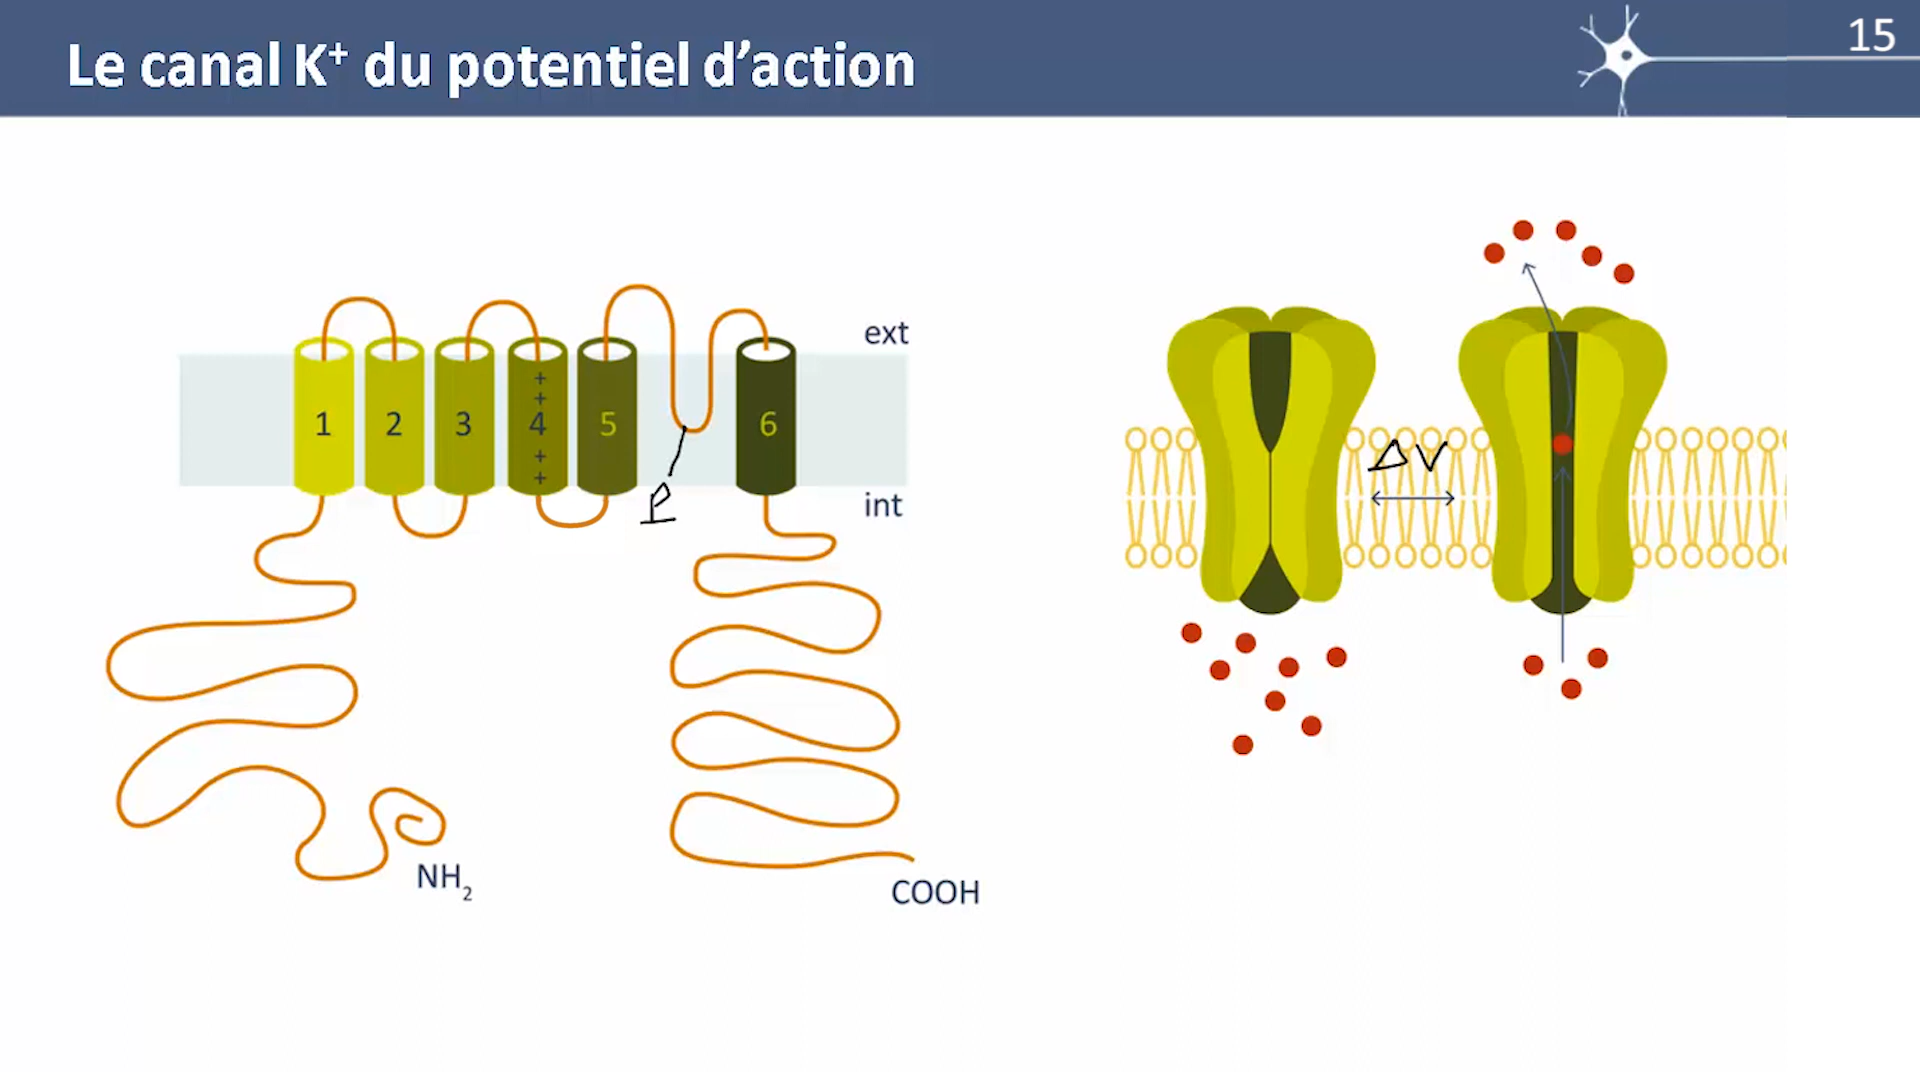 Le canal K⁺ du potentiel d’action
15
ext
+
+
1 2 3 4 5 6
+
+
P
int
NH₂
COOH
ΔV